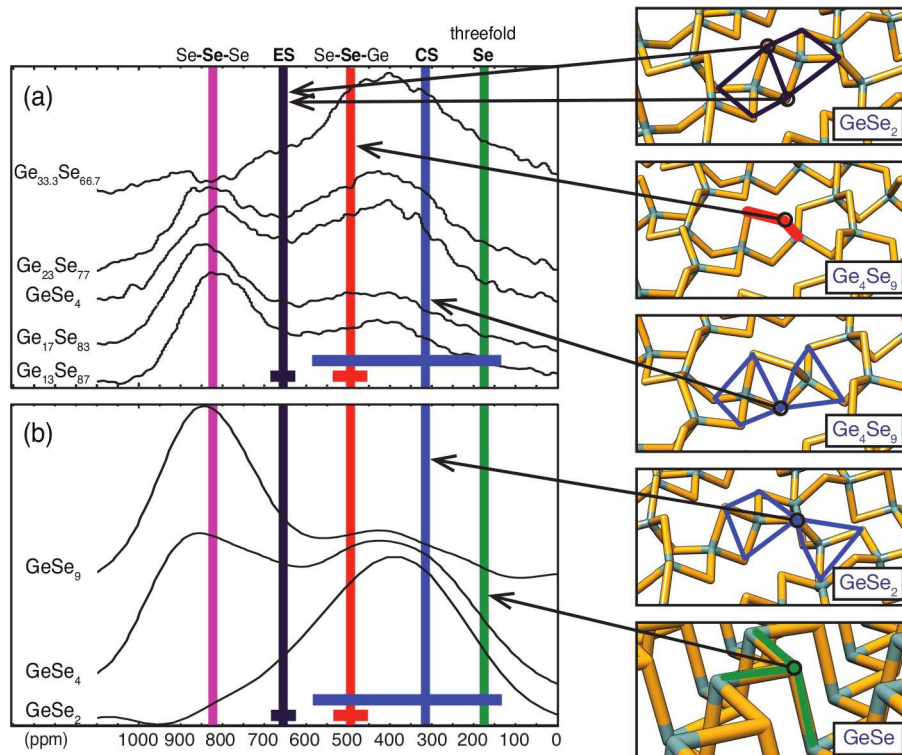 threefold
Se-Se-Se ES Se-Se-Ge CS Se
(a)
Ge33.3Se66.7
Ge23Se77
GeSe4
Ge17Se83
Ge13Se87
(b)
GeSe9
GeSe4
GeSe2
(ppm) 1000 900 800 700 600 500 400 300 200 100 0
GeSe2
Ge4Se9
Ge4Se9
GeSe2
GeSe